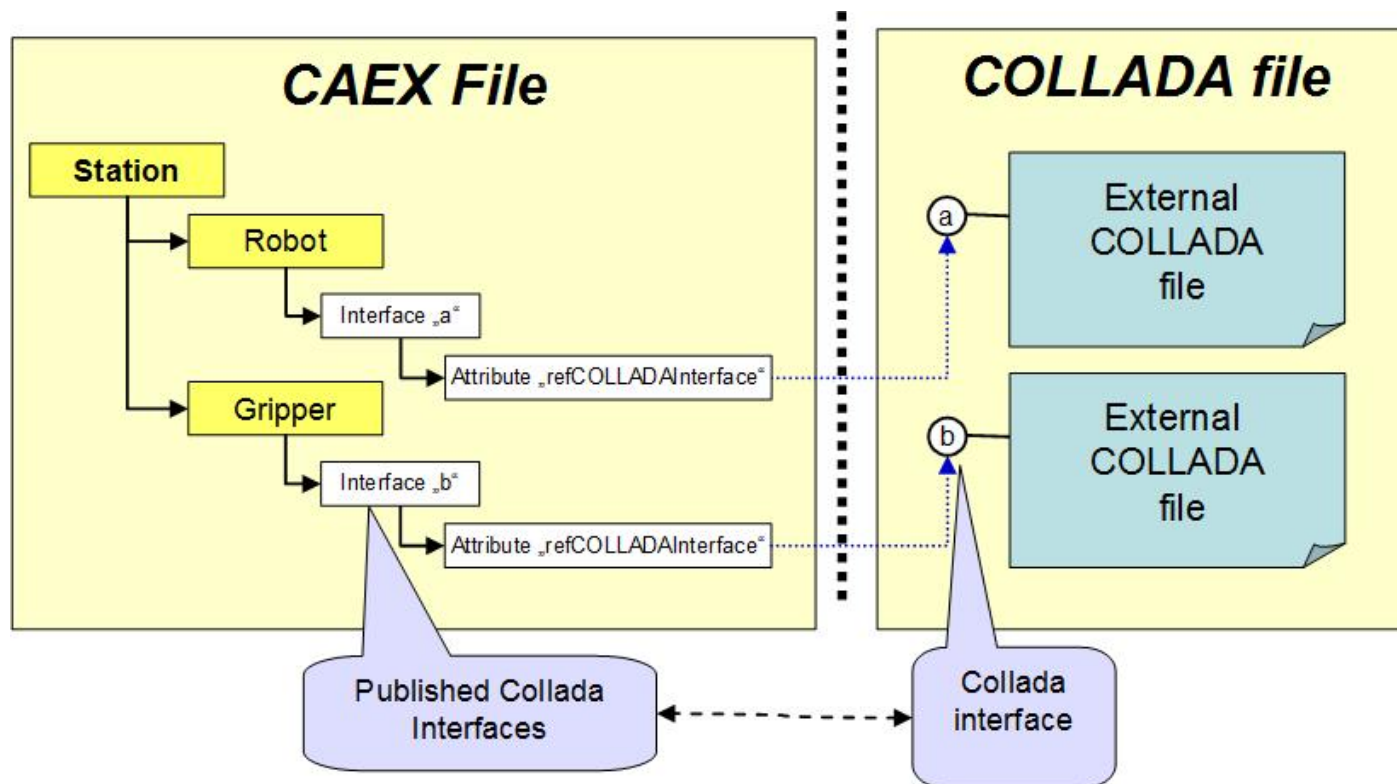 CAEX File
Station
Robot
Interface „a“
Attribute „refCOLLADAInterface“
Gripper
Interface „b“
Attribute „refCOLLADAInterface“
Published Collada
Interfaces
COLLADA file
a
External
COLLADA
file
b
External
COLLADA
file
Collada
interface